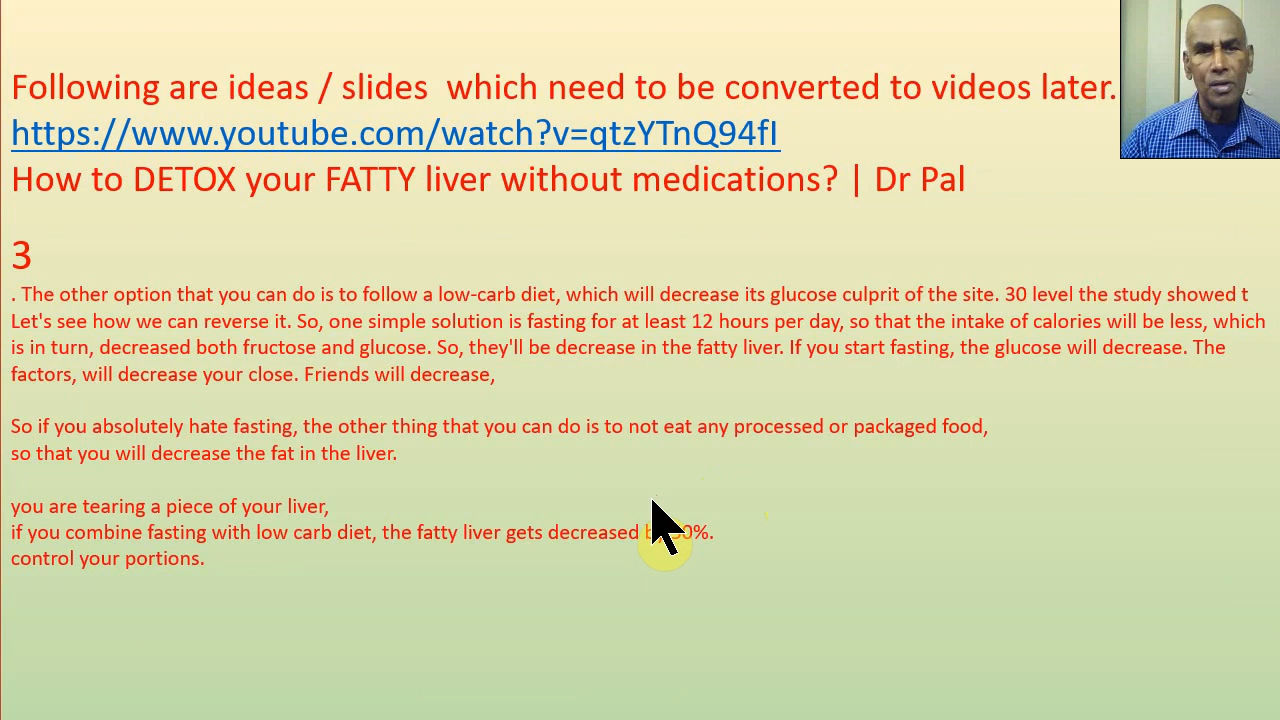 Following are ideas / slides which need to be converted to videos later.
https://www.youtube.com/watch?v=qtzYTnQ94fI
How to DETOX your FATTY liver without medications? | Dr Pal
3
. The other option that you can do is to follow a low-carb diet, which will decrease its glucose culprit of the site. 30 level the study showed t
Let's see how we can reverse it. So, one simple solution is fasting for at least 12 hours per day, so that the intake of calories will be less, which
is in turn, decreased both fructose and glucose. So, they'll be decrease in the fatty liver. If you start fasting, the glucose will decrease. The
factors, will decrease your close. Friends will decrease,
So if you absolutely hate fasting, the other thing that you can do is to not eat any processed or packaged food,
so that you will decrease the fat in the liver.
you are tearing a piece of your liver,
if you combine fasting with low carb diet, the fatty liver gets decreased
control your portions.